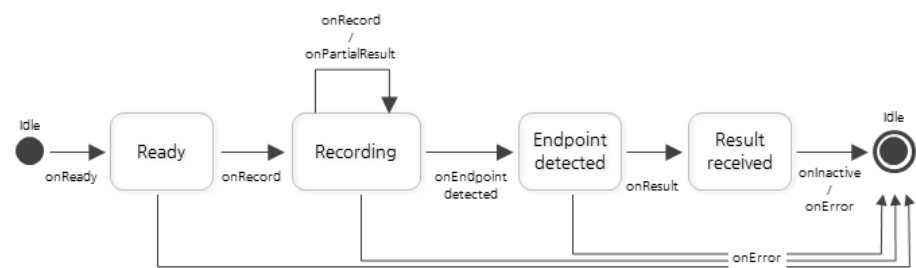 onRecord
/
onPartialResult
Idle
Ready
Recording
Endpoint
detected
Result
received
Idle
onReady
onRecord
onEndpoint
detected
onResult
onInactive
/
onError
onError